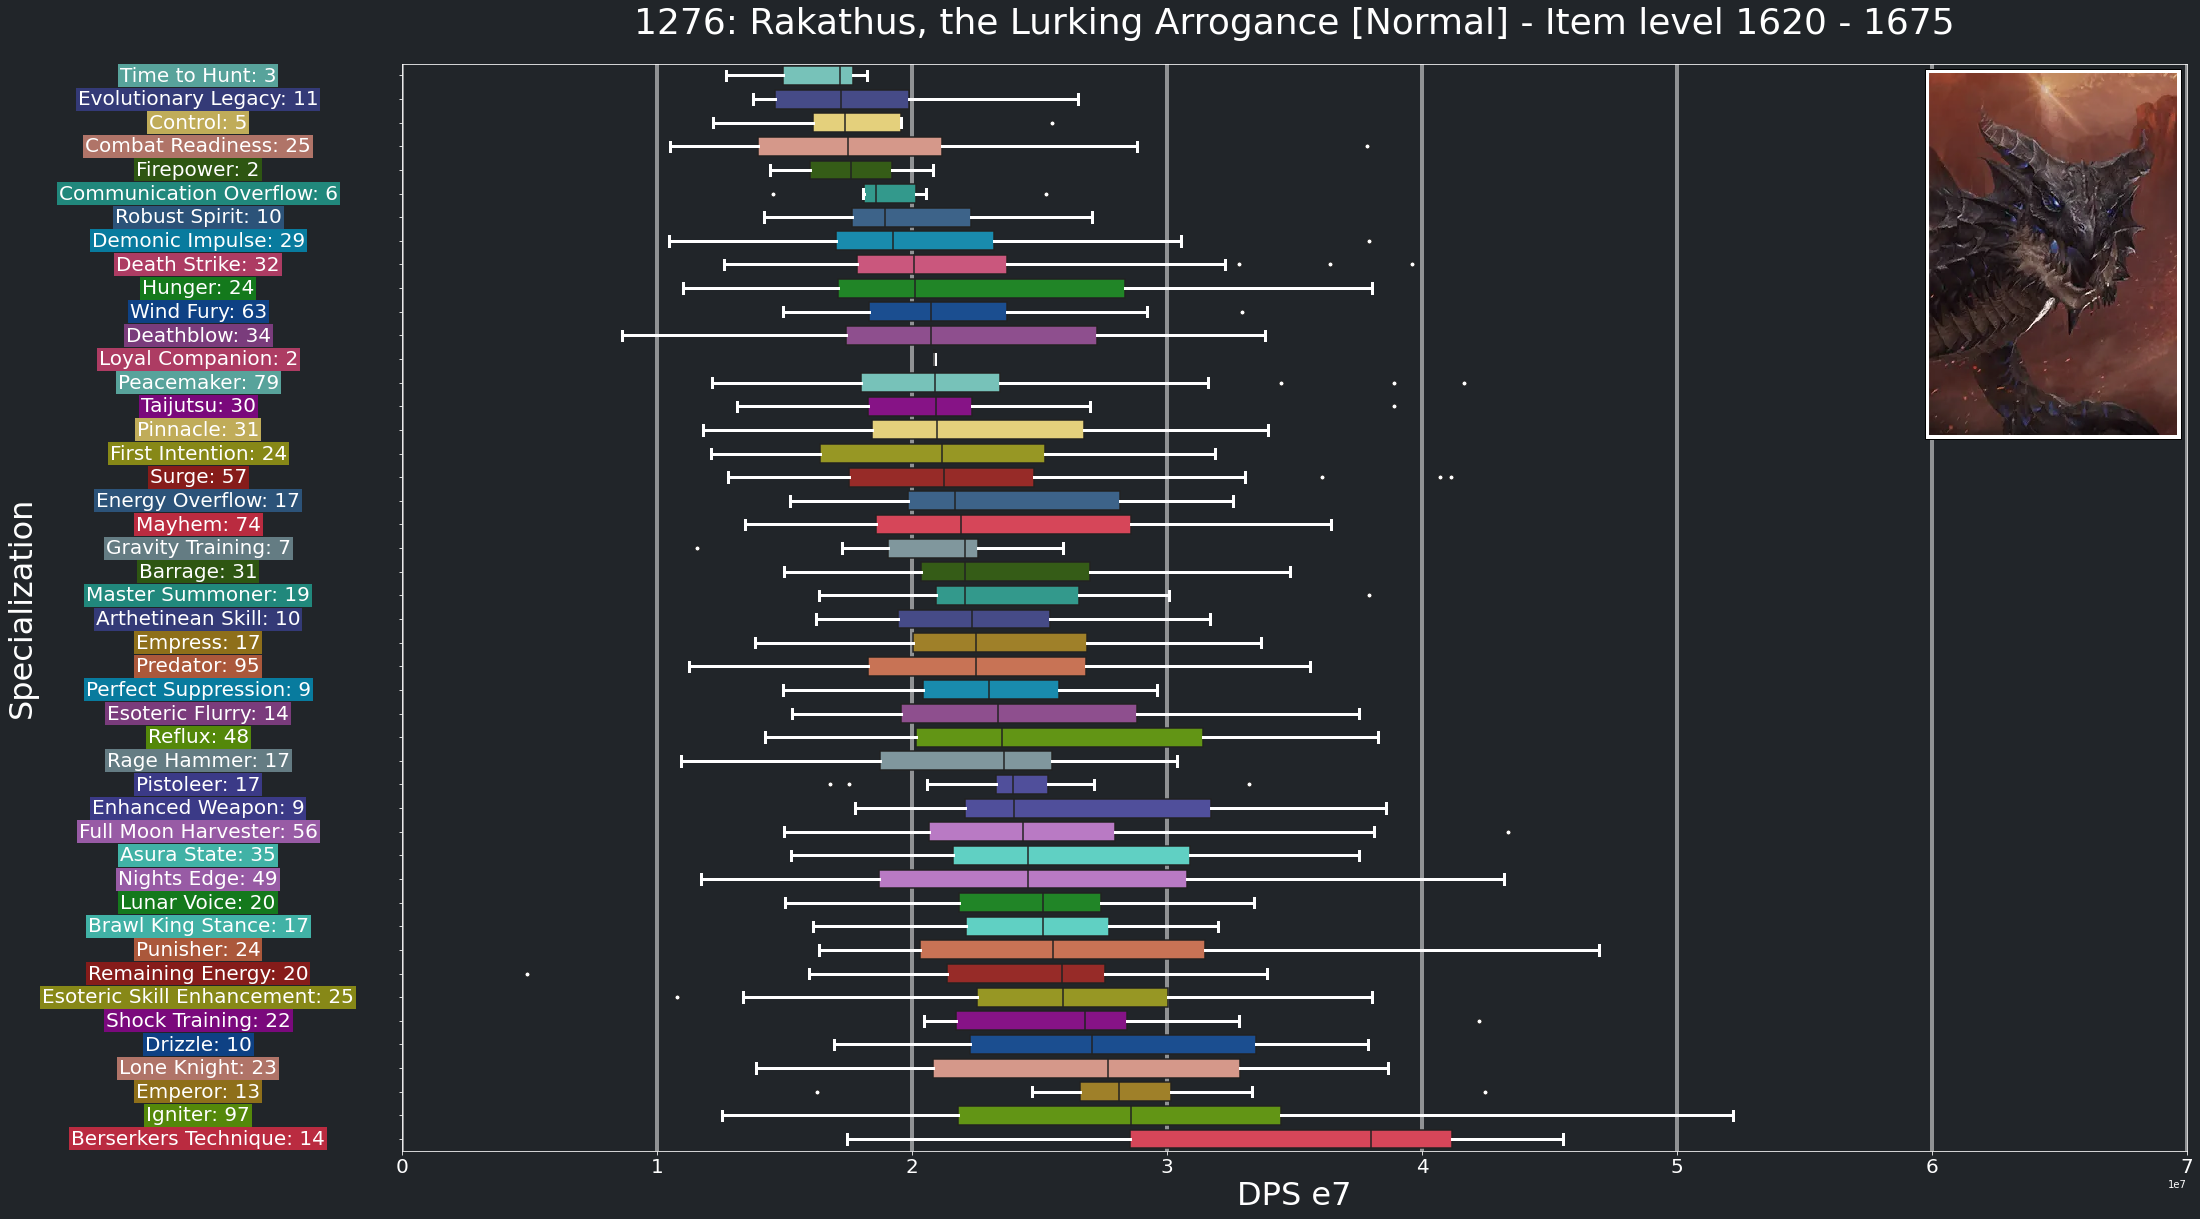 1276: Rakathus, the Lurking Arrogance [Normal] - Item level 1620 - 1675
Specialization
Time to Hunt: 3
Evolutionary Legacy: 11
Control: 5
Combat Readiness: 25
Firepower: 2
Communication Overflow: 6
Robust Spirit: 10
Demonic Impulse: 29
Death Strike: 32
Hunger: 24
Wind Fury: 63
Deathblow: 34
Loyal Companion: 2
Peacemaker: 79
Taijutsu: 30
Pinnacle: 31
First Intention: 24
Surge: 57
Energy Overflow: 17
Mayhem: 74
Gravity Training: 7
Barrage: 31
Master Summoner: 19
Arthetinean Skill: 10
Empress: 17
Predator: 95
Perfect Suppression: 9
Esoteric Flurry: 14
Reflux: 48
Rage Hammer: 17
Pistoleer: 17
Enhanced Weapon: 9
Full Moon Harvester: 56
Asura State: 35
Nights Edge: 49
Lunar Voice: 20
Brawl King Stance: 17
Punisher: 24
Remaining Energy: 20
Esoteric Skill Enhancement: 25
Shock Training: 22
Drizzle: 10
Lone Knight: 23
Emperor: 13
Igniter: 97
Berserkers Technique: 14
0 1 2 3 4 5 6 7
1e7
DPS e7